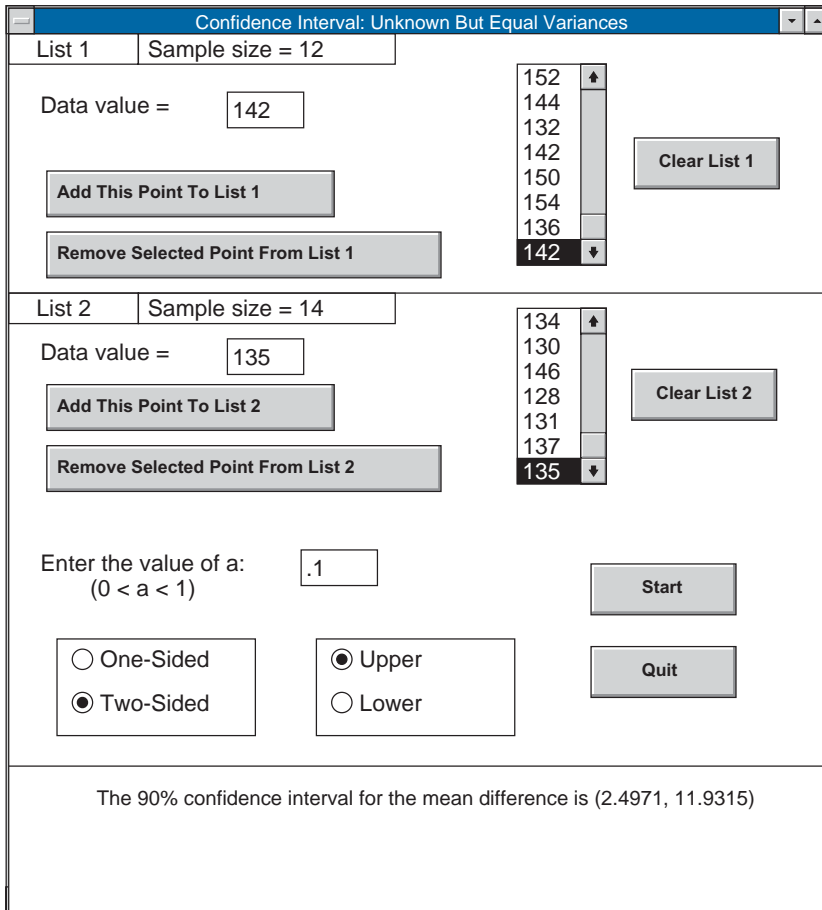 Confidence Interval: Unknown But Equal Variances
List 1
Sample size = 12
Data value =
142
152
144
132
142
150
154
136
142
Clear List 1
Add This Point To List 1
Remove Selected Point From List 1
List 2
Sample size = 14
Data value =
135
134
130
146
128
131
137
135
Clear List 2
Add This Point To List 2
Remove Selected Point From List 2
Enter the value of a:
(0 < a < 1)
.1
Start
One-Sided
Two-Sided
Upper
Lower
Quit
The 90% confidence interval for the mean difference is (2.4971, 11.9315)